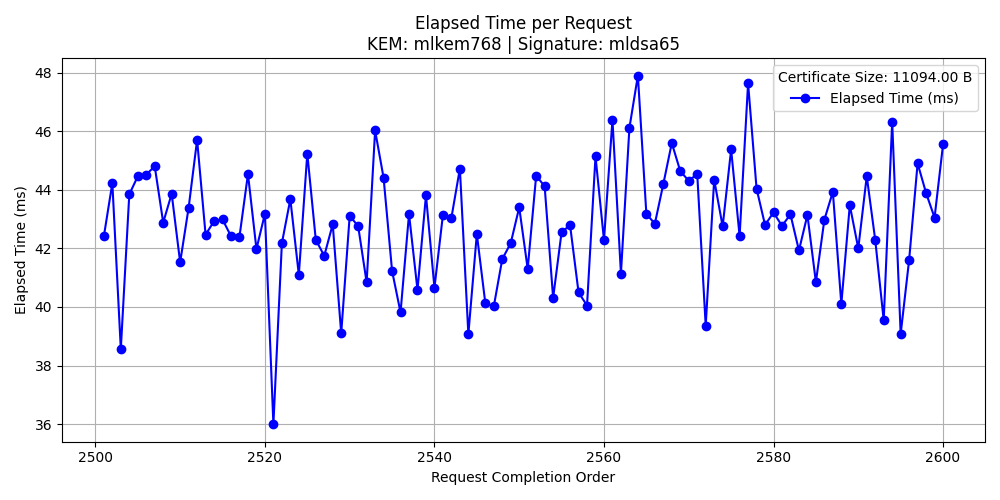 Elapsed Time per Request
KEM: mlkem768 | Signature: mldsa65
Certificate Size: 11094.00 B
Elapsed Time (ms)
Elapsed Time (ms)
48
46
44
42
40
38
36
2500 2520 2540 2560 2580 2600
Request Completion Order